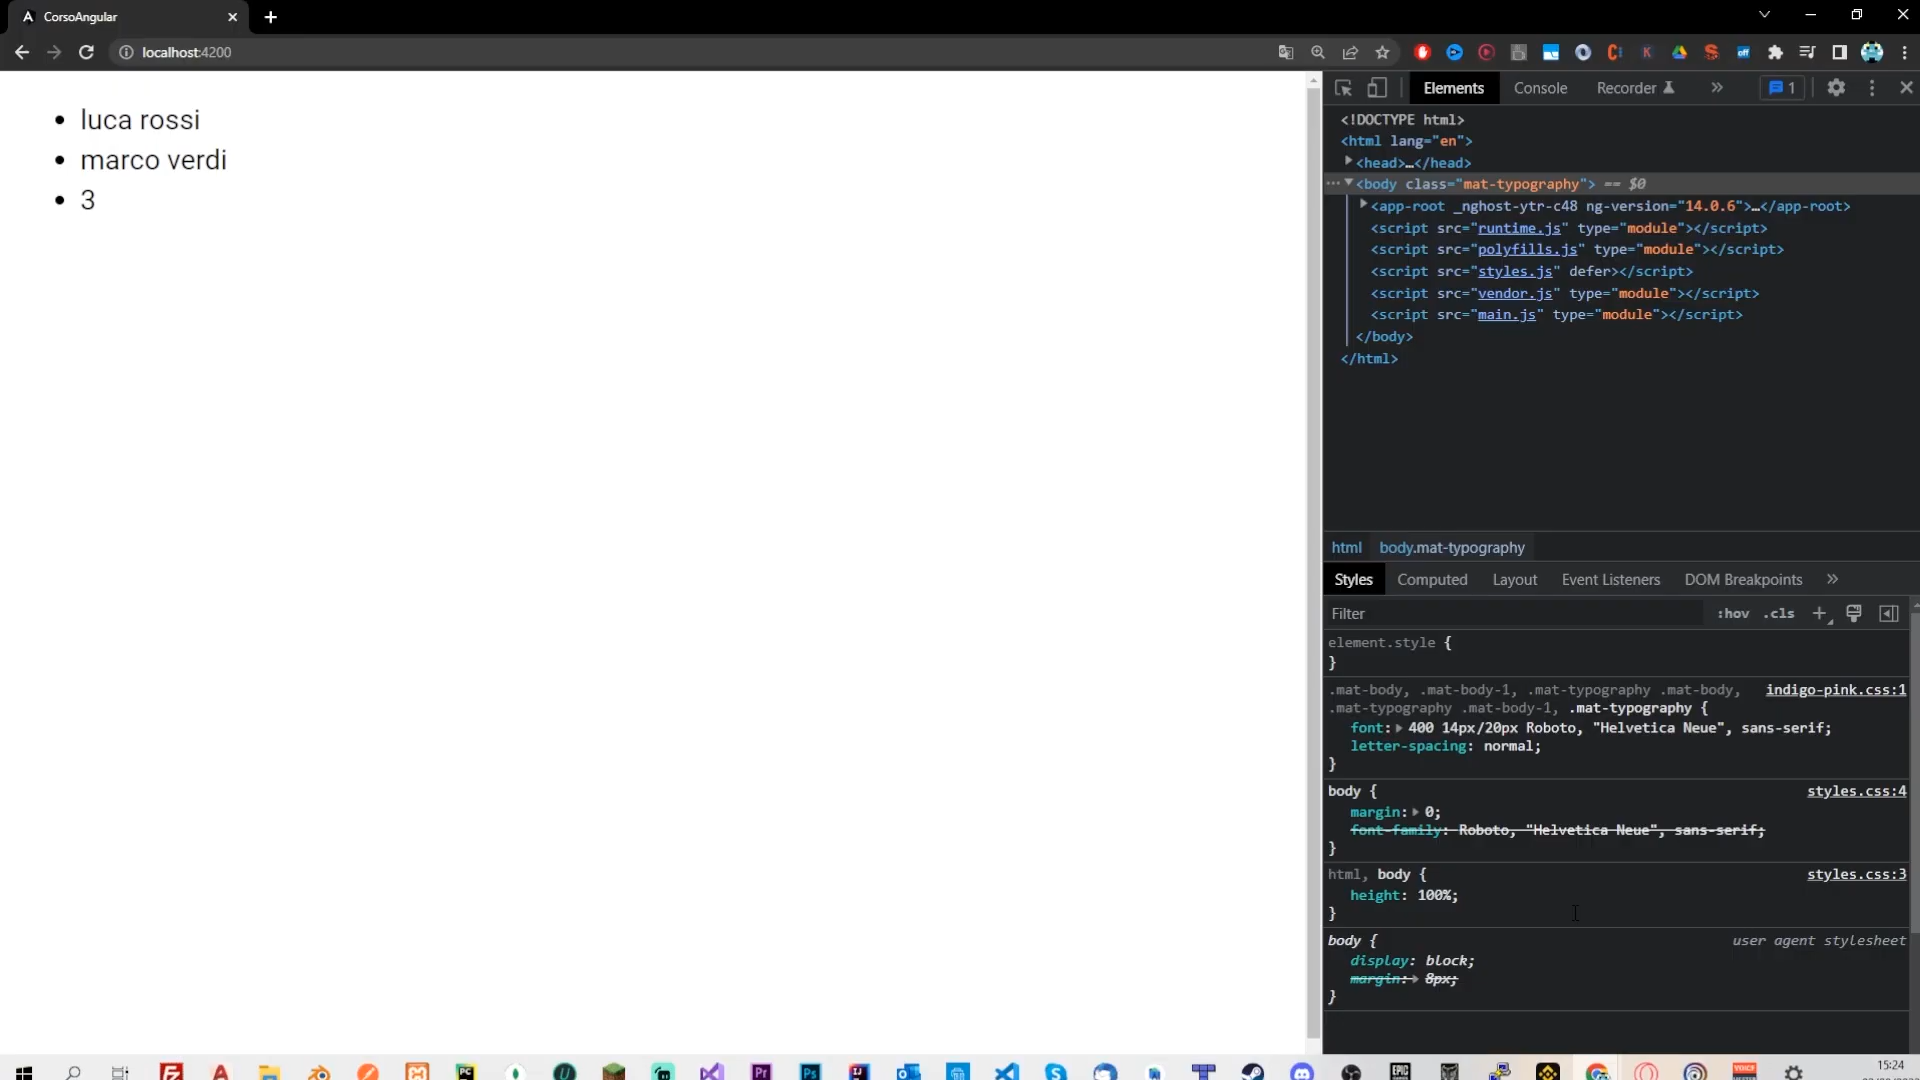 CorsoAngular
localhost:4200
luca rossi
marco verdi
3
Elements Console Recorder 1
<!DOCTYPE html>
<html lang="en">
<head>…</head>
<body class="mat-typography"> == $0
<app-root _nghost-ytr-c48 ng-version="14.0.6">…</app-root>
<script src="runtime.js" type="module"></script>
<script src="polyfills.js" type="module"></script>
<script src="styles.js" defer></script>
<script src="vendor.js" type="module"></script>
<script src="main.js" type="module"></script>
</body>
</html>
html body.mat-typography
Styles Computed Layout Event Listeners DOM Breakpoints
Filter :hov .cls
element.style {
}
.mat-body, .mat-body-1, .mat-typography .mat-body, indigo-pink.css:1
.mat-typography .mat-body-1, .mat-typography {
font: 400 14px/20px Roboto, "Helvetica Neue", sans-serif;
letter-spacing: normal;
}
body { styles.css:4
margin: 0;
font-family: Roboto, "Helvetica Neue", sans-serif;
}
html, body { styles.css:3
height: 100%;
}
body { user agent stylesheet
display: block;
margin: 8px;
}
15:24